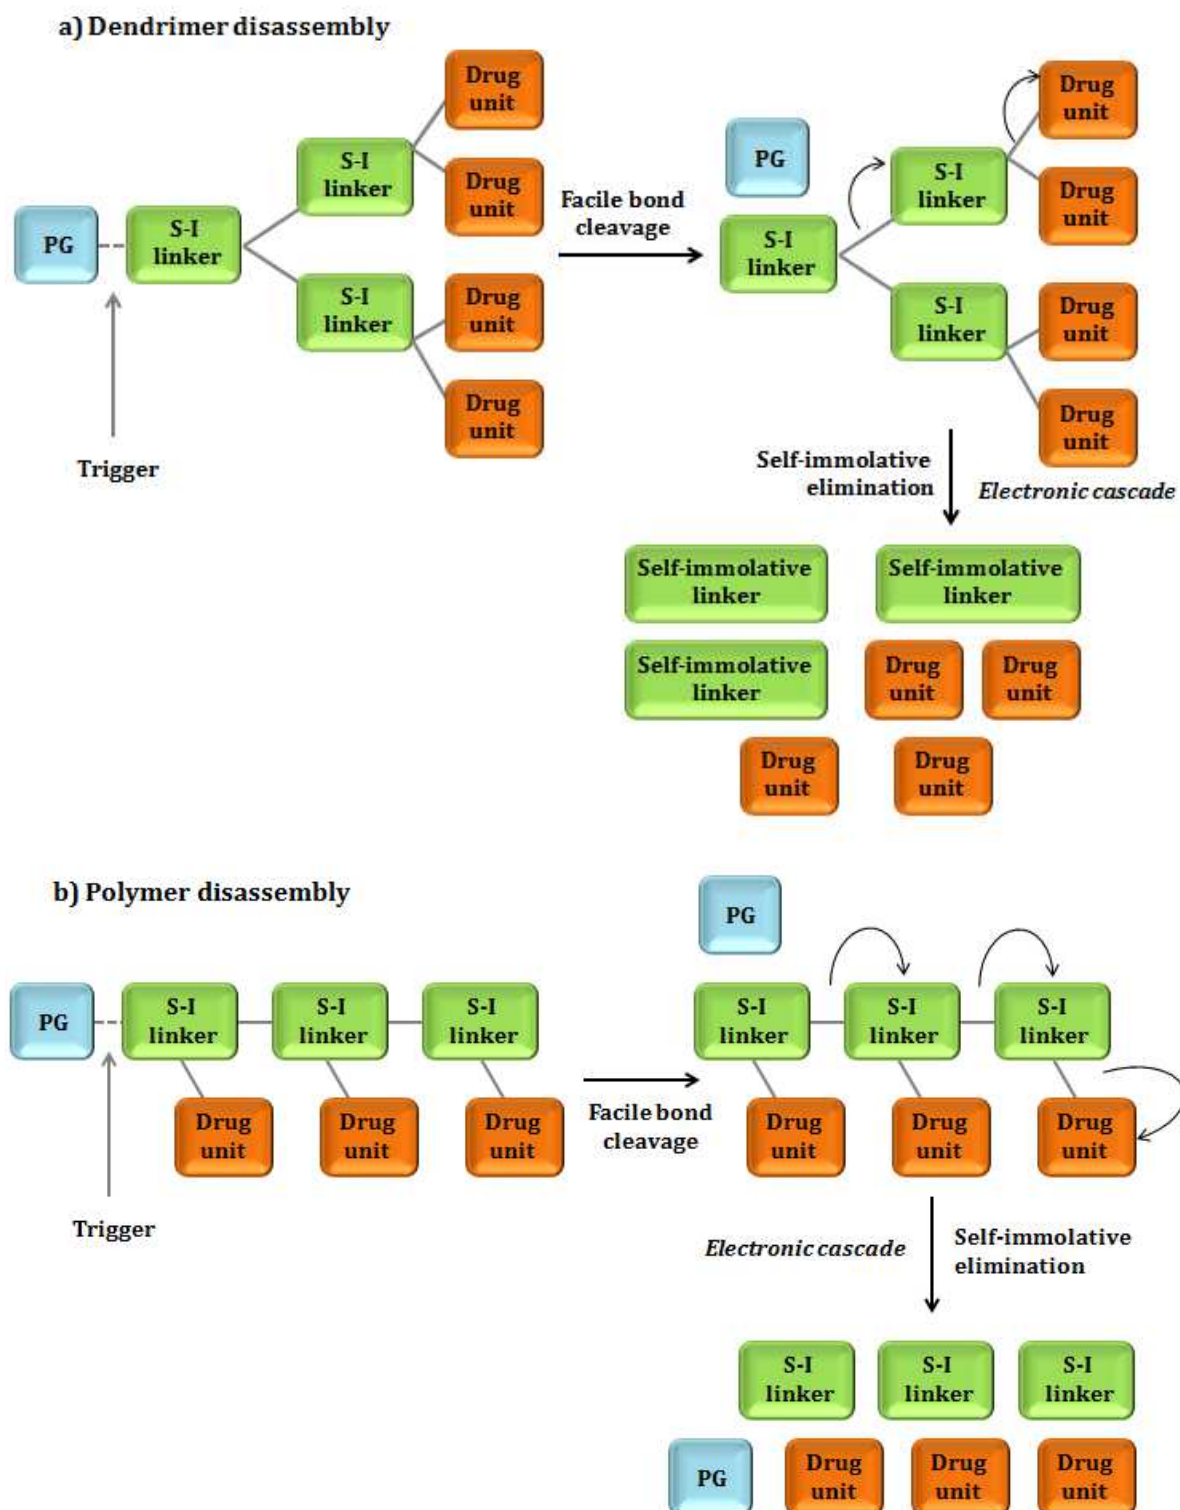 a) Dendrimer disassembly
PG
S-I
linker
S-I
linker
S-I
linker
Drug
unit
Drug
unit
Drug
unit
Drug
unit
Trigger
Facile bond
cleavage
PG
S-I
linker
S-I
linker
S-I
linker
Drug
unit
Drug
unit
Drug
unit
Drug
unit
Self-immolative
elimination
Electronic cascade
Self-immolative
linker
Self-immolative
linker
Self-immolative
linker
Drug
unit
Drug
unit
Drug
unit
Drug
unit
b) Polymer disassembly
PG
S-I
linker
S-I
linker
S-I
linker
Drug
unit
Drug
unit
Drug
unit
Trigger
Facile bond
cleavage
PG
S-I
linker
S-I
linker
S-I
linker
Drug
unit
Drug
unit
Drug
unit
Electronic cascade
Self-immolative
elimination
S-I
linker
S-I
linker
S-I
linker
PG
Drug
unit
Drug
unit
Drug
unit